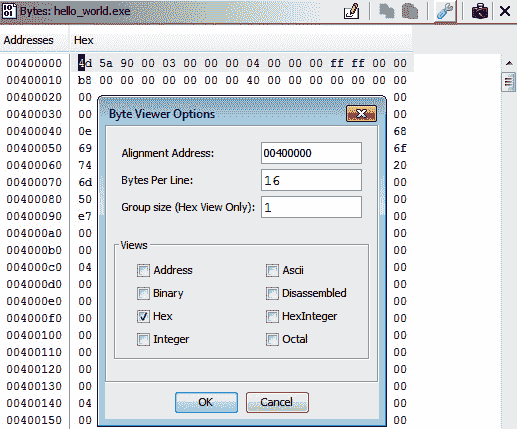 Bytes: hello_world.exe
Addresses Hex
00400000 4d 5a 90 00 03 00 00 00 04 00 00 00 ff ff 00 00
00400010 b8 00 00 00 00 00 00 00 40 00 00 00 00 00 00 00
00400020 00 00
00400030 00 00
00400040 0e 68
00400050 69 6f
00400060 74 20
00400070 6d 00
00400080 50 00
00400090 e7 00
004000a0 00 00
004000b0 00 00
004000c0 04 00
004000d0 00 00
004000e0 00 00
004000f0 00 00
00400100 00 00
00400110 00 00
00400120 00 00
00400130 00 00
00400140 04 00
00400150 00 00
Byte Viewer Options
Alignment Address: 00400000
Bytes Per Line: 16
Group size (Hex View Only): 1
Views
Address Ascii
Binary Disassembled
Hex HexInteger
Integer Octal
OK Cancel